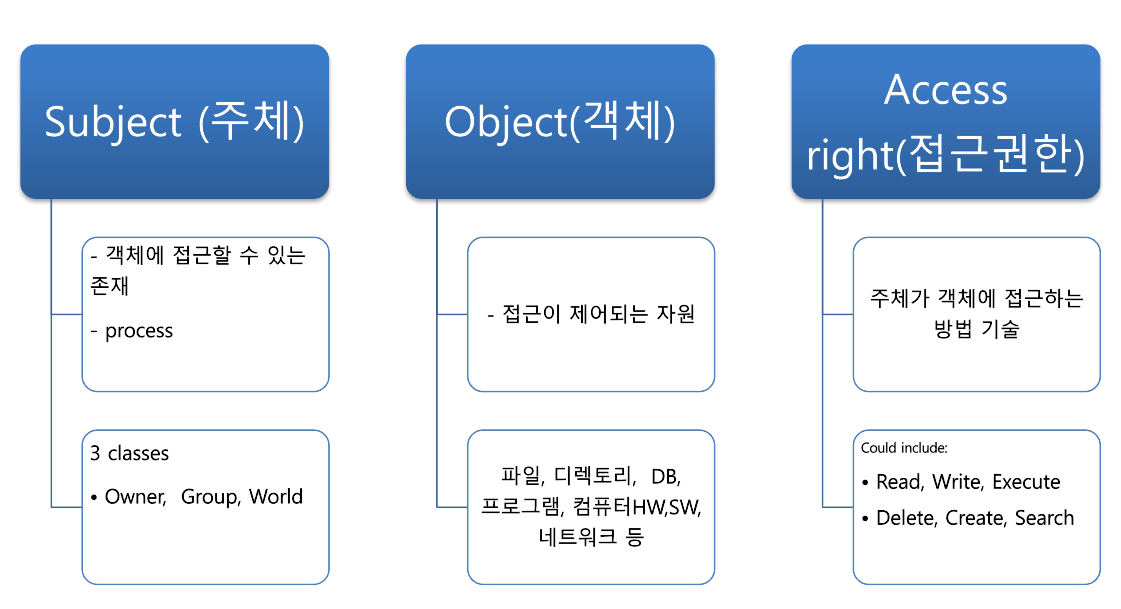 Subject (주체)
- 객체에 접근할 수 있는
존재
- process
3 classes
• Owner, Group, World
Object(객체)
- 접근이 제어되는 자원
파일, 디렉토리, DB,
프로그램, 컴퓨터HW,SW,
네트워크 등
Access
right(접근권한)
주체가 객체에 접근하는
방법 기술
Could include:
• Read, Write, Execute
• Delete, Create, Search